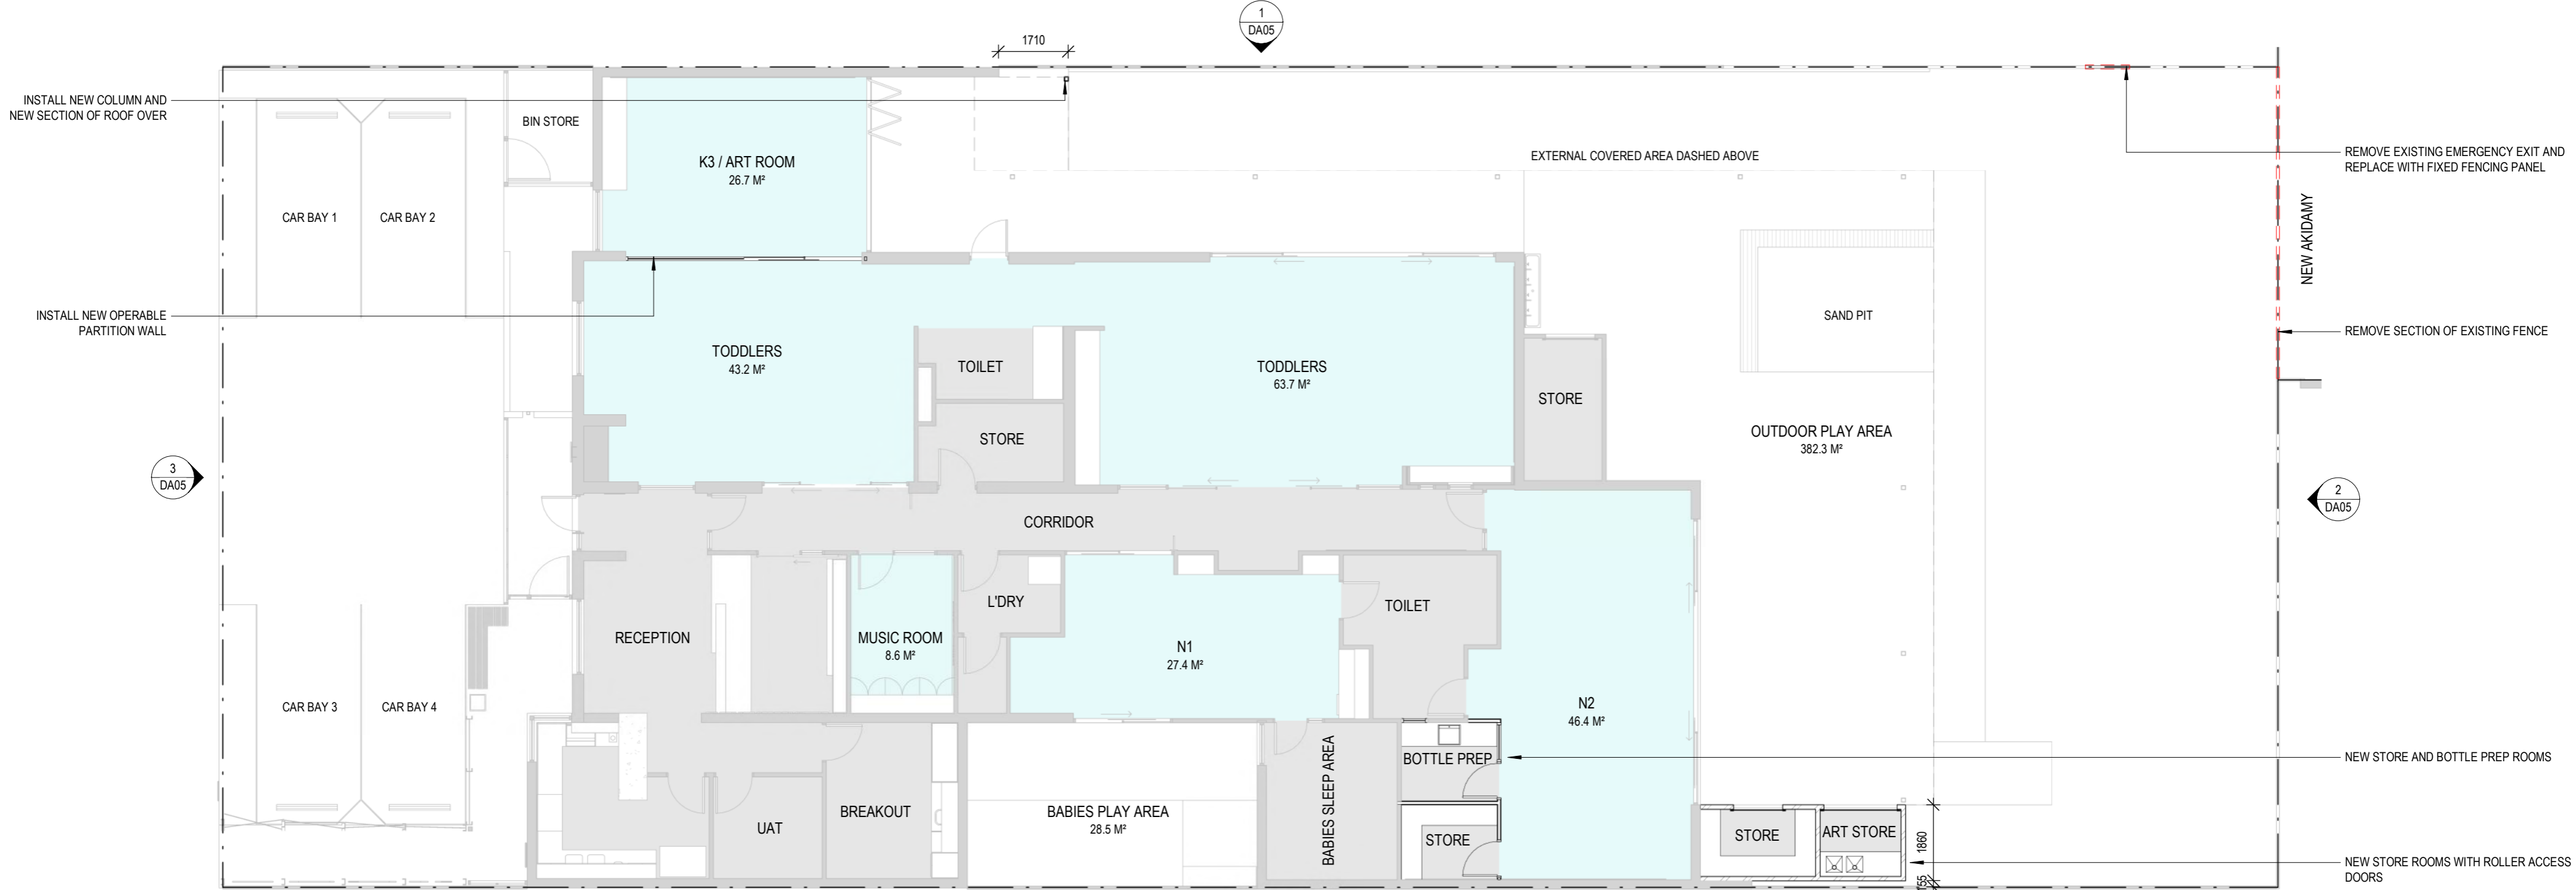 1
DA05
1710
INSTALL NEW COLUMN AND
NEW SECTION OF ROOF OVER
BIN STORE
K3 / ART ROOM
26.7 M²
EXTERNAL COVERED AREA DASHED ABOVE
REMOVE EXISTING EMERGENCY EXIT AND
REPLACE WITH FIXED FENCING PANEL
CAR BAY 1
CAR BAY 2
NEW AKIDAMY
INSTALL NEW OPERABLE
PARTITION WALL
SAND PIT
REMOVE SECTION OF EXISTING FENCE
TODDLERS
43.2 M²
TOILET
TODDLERS
63.7 M²
STORE
STORE
OUTDOOR PLAY AREA
382.3 M²
3
DA05
2
DA05
CORRIDOR
L'DRY
TOILET
RECEPTION
MUSIC ROOM
8.6 M²
N1
27.4 M²
CAR BAY 3
CAR BAY 4
N2
46.4 M²
BOTTLE PREP
NEW STORE AND BOTTLE PREP ROOMS
BABIES SLEEP AREA
BREAKOUT
BABIES PLAY AREA
28.5 M²
UAT
STORE
STORE
ART STORE
1860
155
NEW STORE ROOMS WITH ROLLER ACCESS
DOORS